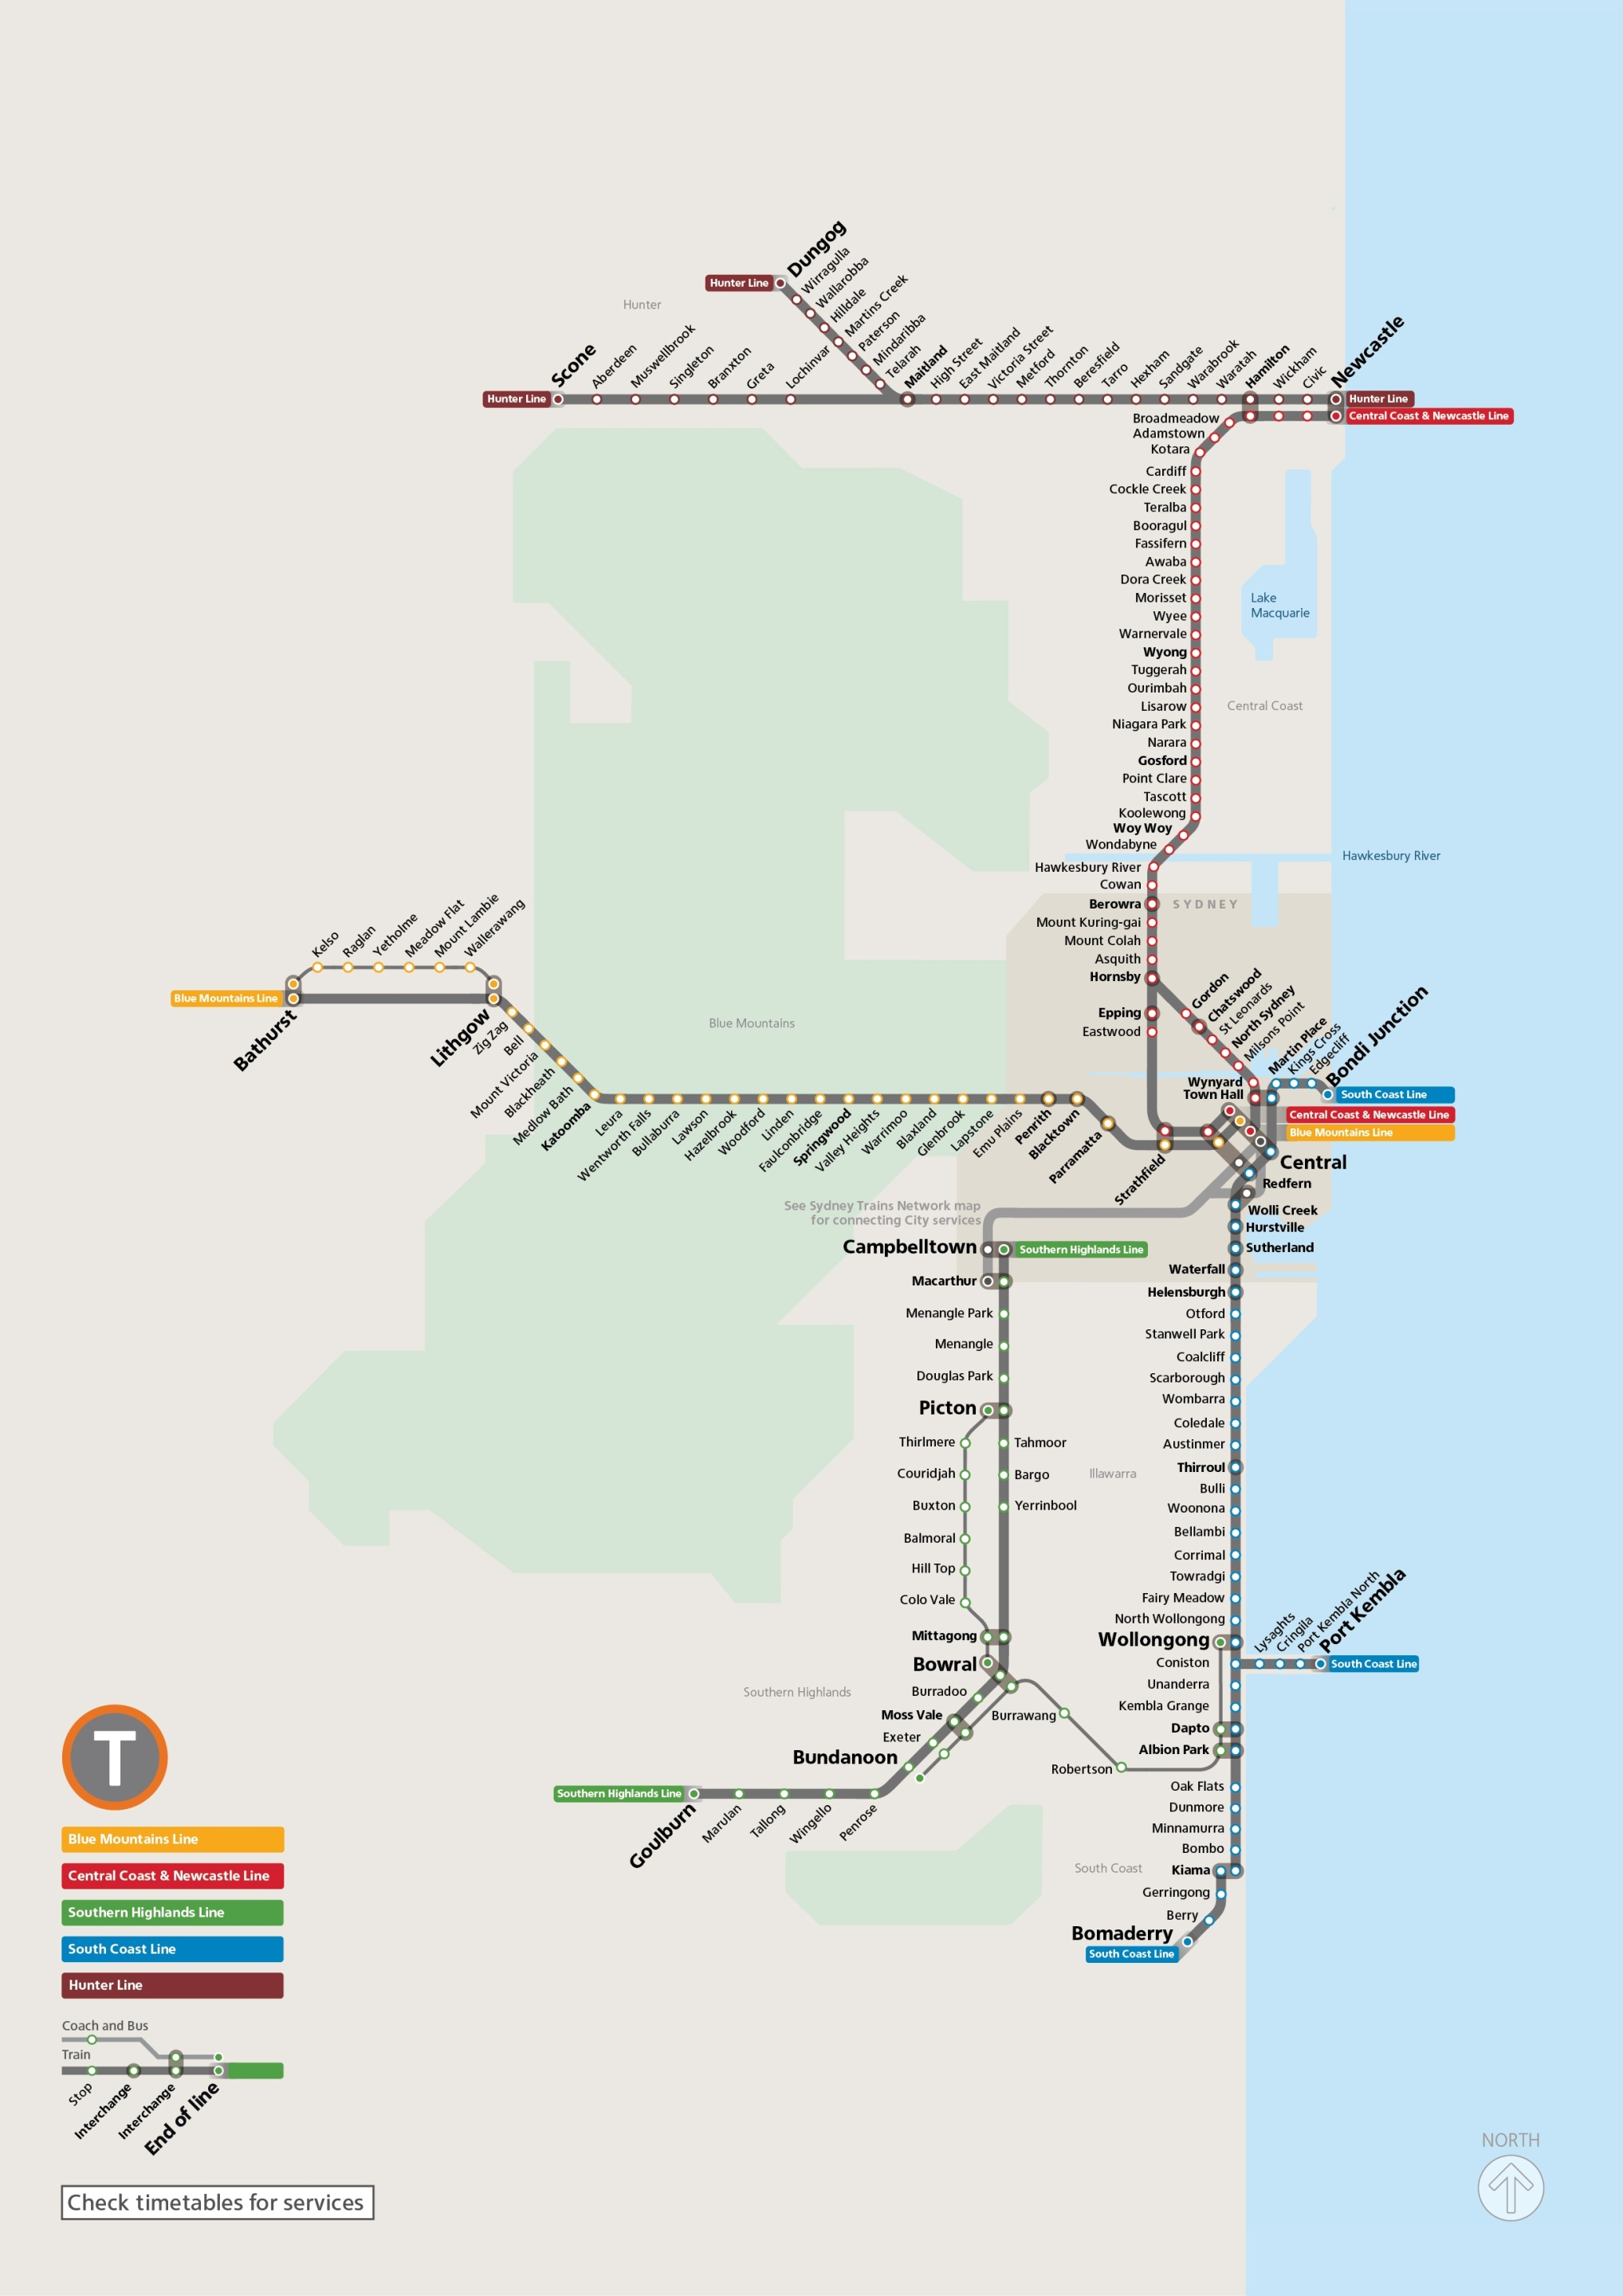 Dungog
Wirragulla
Wallarobba
Hilldale
Martins Creek
Paterson
Mindaribba
Telarah
Hunter Line
Hunter
Scone
Aberdeen
Muswellbrook
Singleton
Branxton
Greta
Lochinvar
Maitland
High Street
East Maitland
Victoria Street
Metford
Thornton
Beresfield
Tarro
Hexham
Sandgate
Warabrook
Waratah
Hamilton
Wickham
Civic
Newcastle
Hunter Line
Hunter Line
Central Coast & Newcastle Line
Broadmeadow
Adamstown
Kotara
Cardiff
Cockle Creek
Teralba
Booragul
Fassifern
Awaba
Dora Creek
Morisset
Wyee
Warnervale
Wyong
Tuggerah
Ourimbah
Lisarow
Niagara Park
Narara
Gosford
Point Clare
Tascott
Koolewong
Woy Woy
Wondabyne
Lake
Macquarie
Central Coast
Hawkesbury River
Hawkesbury River
Cowan
Berowra
SYDNEY
Mount Kuring-gai
Mount Colah
Asquith
Hornsby
Epping
Eastwood
Gordon
Chatswood
St Leonards
North Sydney
Milsons Point
Wynyard
Town Hall
Martin Place
Kings Cross
Edgecliff
Bondi Junction
South Coast Line
Central Coast & Newcastle Line
Blue Mountains Line
Central
Redfern
Kelso
Raglan
Yetholme
Meadow Flat
Mount Lambie
Wallerawang
Blue Mountains Line
Bathurst
Lithgow
Zig Zag
Bell
Mount Victoria
Blackheath
Medlow Bath
Katoomba
Leura
Wentworth Falls
Bullaburra
Lawson
Hazelbrook
Woodford
Linden
Faulconbridge
Springwood
Valley Heights
Warrimoo
Blaxland
Glenbrook
Lapstone
Emu Plains
Penrith
Blacktown
Parramatta
Strathfield
Blue Mountains
See Sydney Trains Network map
for connecting City services
Wolli Creek
Hurstville
Sutherland
Waterfall
Helensburgh
Otford
Stanwell Park
Coalcliff
Scarborough
Wombarra
Coledale
Austinmer
Thirroul
Bulli
Woonona
Bellambi
Corrimal
Towradgi
Fairy Meadow
North Wollongong
Wollongong
Coniston
Lysaghts
Cringila
Port Kembla North
Port Kembla
South Coast Line
Unanderra
Kembla Grange
Dapto
Albion Park
Oak Flats
Dunmore
Minnamurra
Bombo
Kiama
Gerringong
Berry
Bomaderry
South Coast Line
South Coast
Illawarra
Campbelltown
Southern Highlands Line
Macarthur
Menangle Park
Menangle
Douglas Park
Picton
Thirlmere
Tahmoor
Couridjah
Bargo
Buxton
Yerrinbool
Balmoral
Hill Top
Colo Vale
Mittagong
Bowral
Burradoo
Southern Highlands
Moss Vale
Burrawang
Exeter
Bundanoon
Robertson
Southern Highlands Line
Goulburn
Marulan
Tallong
Wingello
Penrose
T
Blue Mountains Line
Central Coast & Newcastle Line
Southern Highlands Line
South Coast Line
Hunter Line
Coach and Bus
Train
Stop
Interchange
Interchange
End of line
Check timetables for services
NORTH